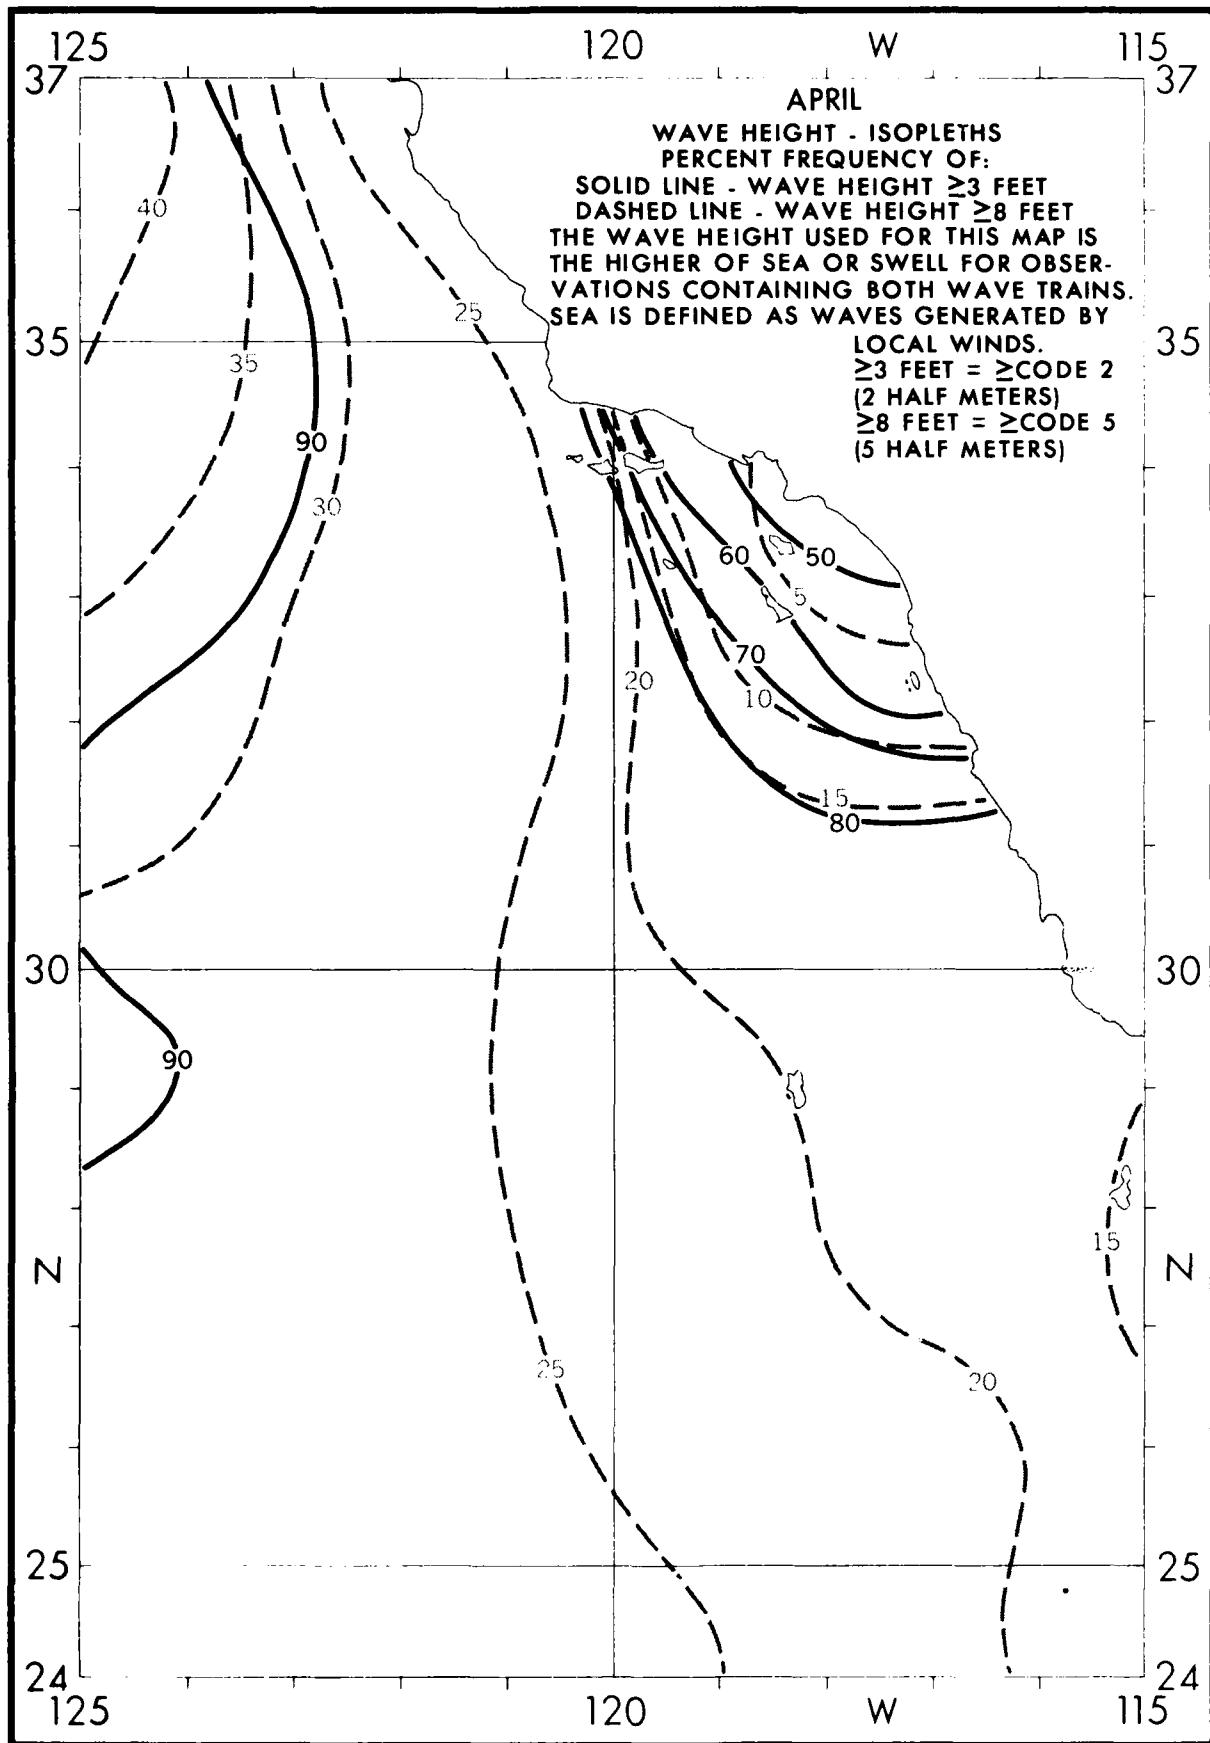 125 120 W 115
37 37
APRIL
WAVE HEIGHT - ISOPLETHS
PERCENT FREQUENCY OF:
SOLID LINE - WAVE HEIGHT ≥3 FEET
DASHED LINE - WAVE HEIGHT ≥8 FEET
THE WAVE HEIGHT USED FOR THIS MAP IS
THE HIGHER OF SEA OR SWELL FOR OBSER-
VATIONS CONTAINING BOTH WAVE TRAINS.
SEA IS DEFINED AS WAVES GENERATED BY
LOCAL WINDS.
≥3 FEET = ≥CODE 2
(2 HALF METERS)
≥8 FEET = ≥CODE 5
(5 HALF METERS)
40
25
35 35
35
90
30
60 50
5
70
20 10
15
80
30 30
90
15
N N
25
20
25 25
24 24
125 120 W 115